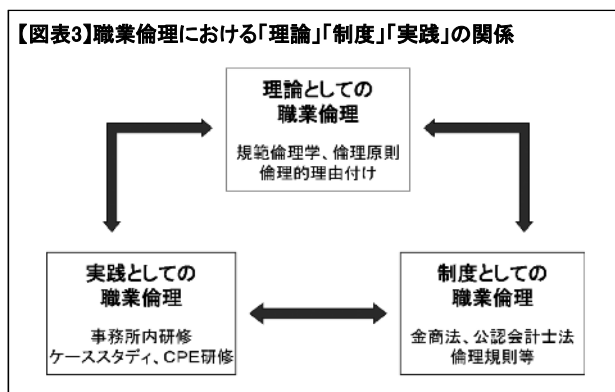 【図表3】職業倫理における「理論」「制度」「実践」の関係
理論としての
職業倫理
規範倫理学、倫理原則
倫理的理由付け
実践としての
職業倫理
事務所内研修
ケーススタディ、CPE研修
制度としての
職業倫理
金商法、公認会計士法
倫理規則等